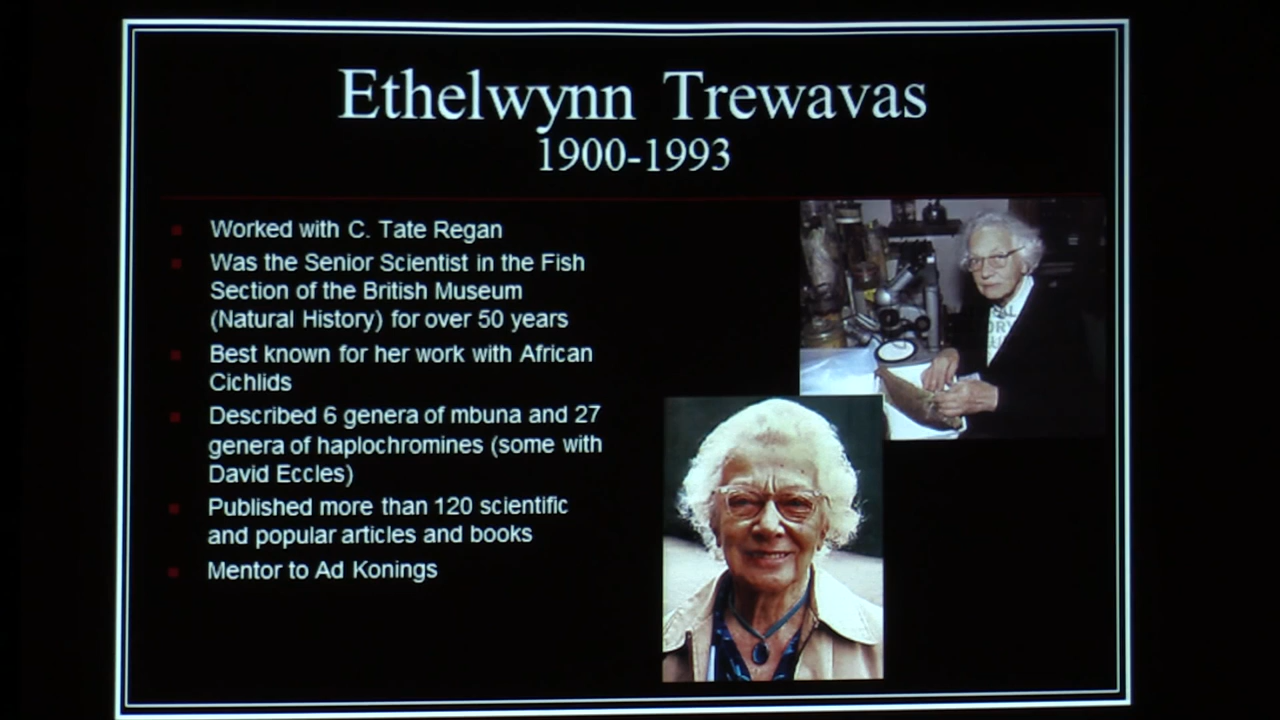 Ethelwynn Trewavas
1900-1993
Worked with C. Tate Regan
Was the Senior Scientist in the Fish
Section of the British Museum
(Natural History) for over 50 years
Best known for her work with African
Cichlids
Described 6 genera of mbuna and 27
genera of haplochromines (some with
David Eccles)
Published more than 120 scientific
and popular articles and books
Mentor to Ad Konings